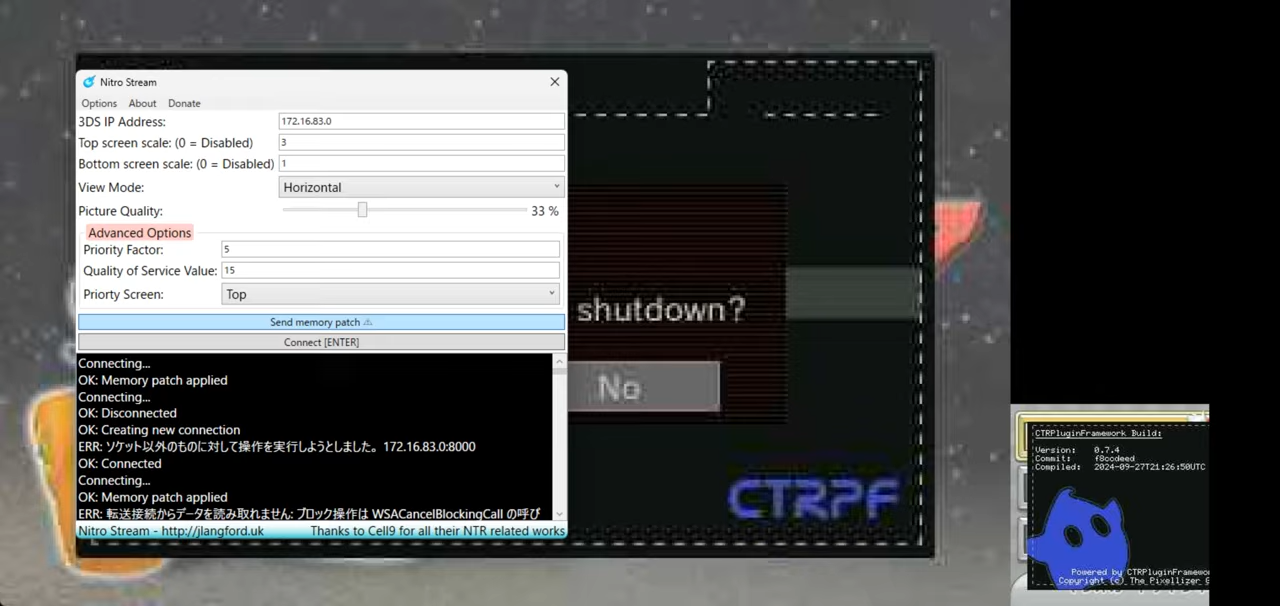 Nitro Stream
Options About Donate
3DS IP Address: 172.16.83.0
Top screen scale: (0 = Disabled) 3
Bottom screen scale: (0 = Disabled) 1
View Mode: Horizontal
Picture Quality: 33 %
Advanced Options
Priority Factor: 5
Quality of Service Value: 15
Priorty Screen: Top
Send memory patch ⚠
Connect [ENTER]
Connecting...
OK: Memory patch applied
Connecting...
OK: Disconnected
OK: Creating new connection
ERR: ソケット以外のものに対して操作を実行しようとしました。 172.16.83.0:8000
OK: Connected
Connecting...
OK: Memory patch applied
ERR: 転送接続からデータを読み取れません: ブロック操作は WSACancelBlockingCall の呼び
Nitro Stream - http://jlangford.uk Thanks to Cell9 for all their NTR related works
shutdown?
No
CTRPF
CTRPluginFramework Build:
Version: 0.7.4
Commit: f8ccdeed
Compiled: 2024-09-27T21:26:50UTC
Powered by CTRPluginFramewo
Copyright (c) The Pixellizer